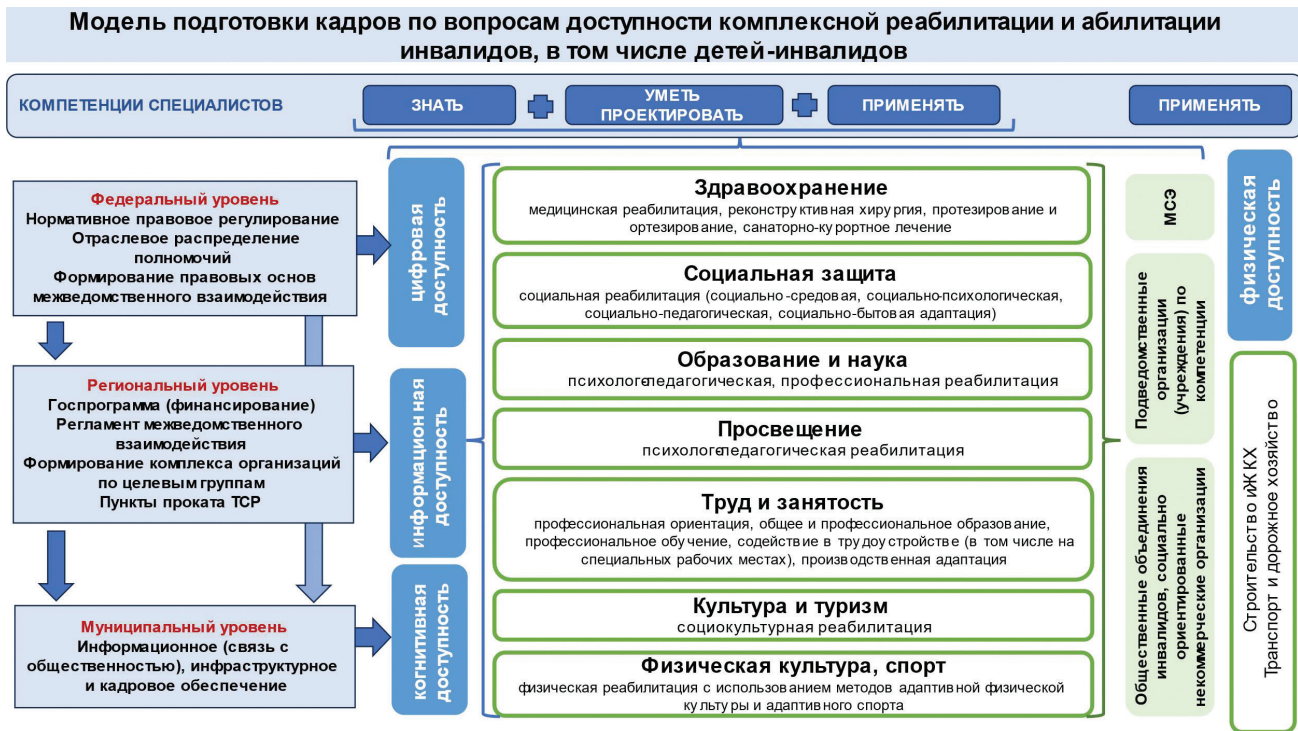 Модель подготовки кадров по вопросам доступности комплексной реабилитации и абилитации
инвалидов, в том числе детей-инвалидов
КОМПЕТЕНЦИИ СПЕЦИАЛИСТОВ
ЗНАТЬ
УМЕТЬ
ПРОЕКТИРОВАТЬ
ПРИМЕНЯТЬ
ПРИМЕНЯТЬ
Федеральный уровень
Нормативное правовое регулирование
Отраслевое распределение
полномочий
Формирование правовых основ
межведомственного взаимодействия
Региональный уровень
Госпрограмма (финансирование)
Регламент межведомственного
взаимодействия
Формирование комплекса организаций
по целевым группам
Пункты проката ТСР
Муниципальный уровень
Информационное (связь с
общественностью), инфраструктурное
и кадровое обеспечение
цифровая
доступность
информационная
доступность
когнитивная
доступность
Здравоохранение
медицинская реабилитация, реконструктивная хирургия, протезирование и
ортезирование, санаторно-курортное лечение
Социальная защита
социальная реабилитация (социально-средовая, социально-психологическая,
социально-педагогическая, социально-бытовая адаптация)
Образование и наука
психологопедагогическая, профессиональная реабилитация
Просвещение
психологопедагогическая реабилитация
Труд и занятость
профессиональная ориентация, общее и профессиональное образование,
профессиональное обучение, содействие в трудоустройстве (в том числе на
специальных рабочих местах), производственная адаптация
Культура и туризм
социокультурная реабилитация
Физическая культура, спорт
физическая реабилитация с использованием методов адаптивной физической
культуры и адаптивного спорта
МСЭ
Подведомственные
организации
(учреждения) по
компетенции
Общественные объединения
инвалидов, социально
ориентированные
некоммерческие организации
физическая
доступность
Строительство иЖКХ
Транспорт и дорожное хозяйство